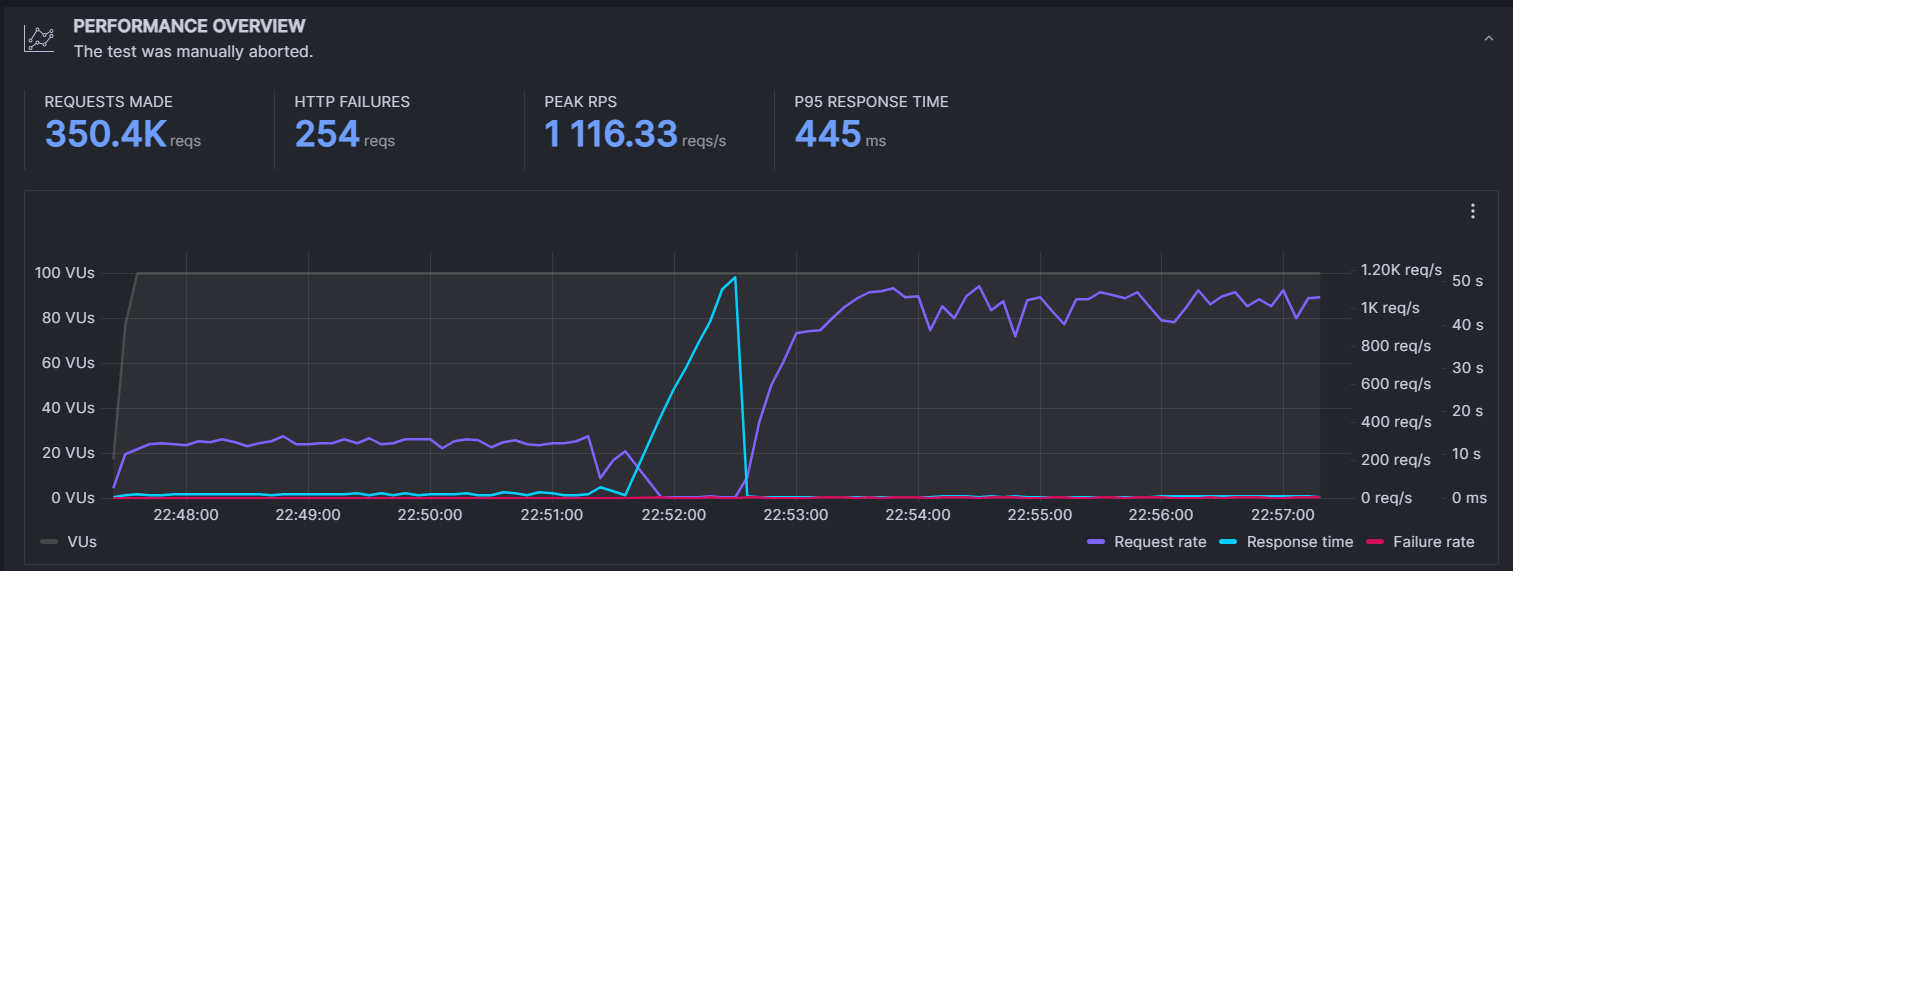 PERFORMANCE OVERVIEW
The test was manually aborted.
REQUESTS MADE
350.4K reqs
HTTP FAILURES
254 reqs
PEAK RPS
1 116.33 reqs/s
P95 RESPONSE TIME
445 ms
100 VUs
80 VUs
60 VUs
40 VUs
20 VUs
0 VUs
1.20K req/s
1K req/s
800 req/s
600 req/s
400 req/s
200 req/s
0 req/s
50 s
40 s
30 s
20 s
10 s
0 ms
22:48:00 22:49:00 22:50:00 22:51:00 22:52:00 22:53:00 22:54:00 22:55:00 22:56:00 22:57:00
VUs
Request rate Response time Failure rate